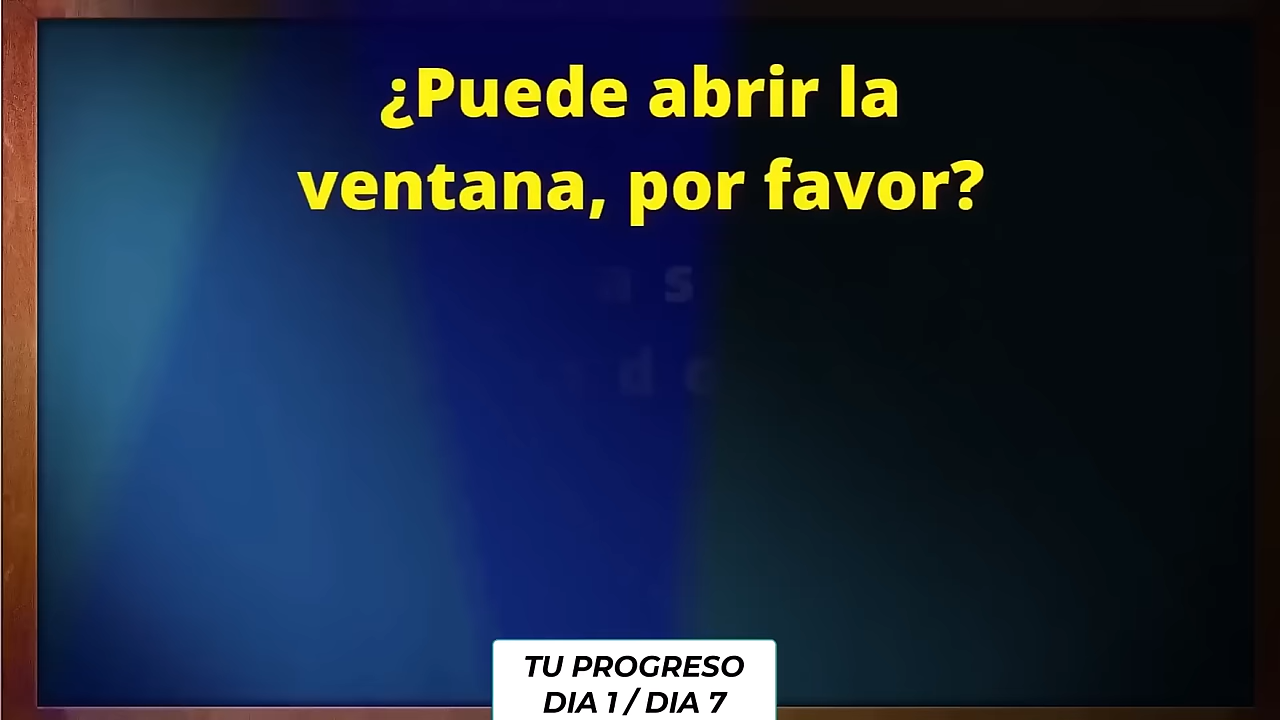 ¿Puede abrir la
ventana, por favor?
TU PROGRESO
DIA 1 / DIA 7